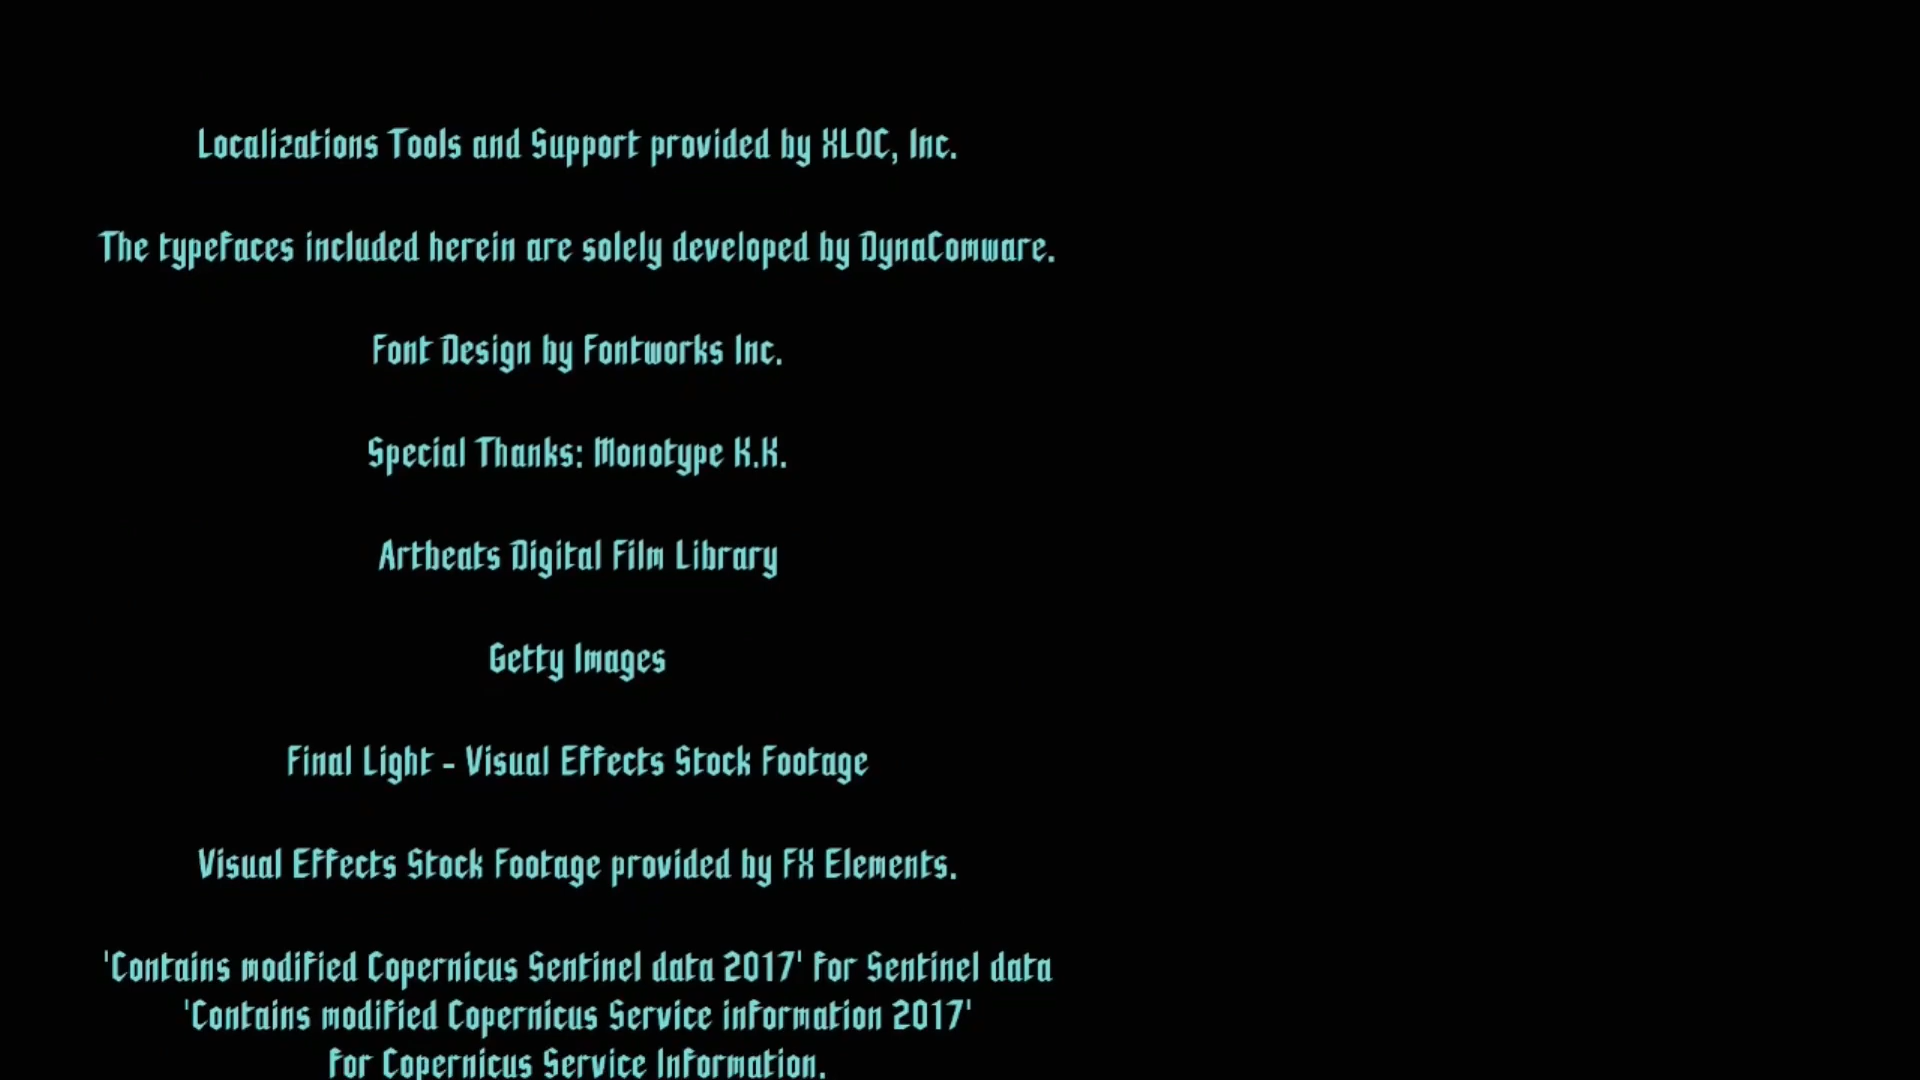 Localizations Tools and Support provided by XLOC, Inc.
The typefaces included herein are solely developed by DynaComware.
Font Design by Fontworks Inc.
Special Thanks: Monotype K.K.
Artbeats Digital Film Library
Getty Images
Final Light - Visual Effects Stock Footage
Visual Effects Stock Footage provided by FX Elements.
'Contains modified Copernicus Sentinel data 2017' for Sentinel data
'Contains modified Copernicus Service information 2017'
for Copernicus Service Information.